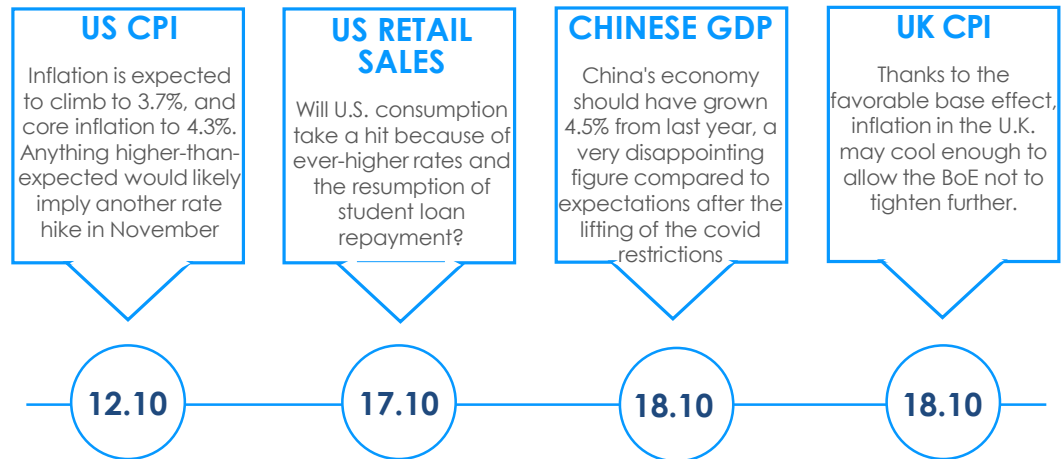 US CPI
Inflation is expected
to climb to 3.7%, and
core inflation to 4.3%.
Anything higher-than-
expected would likely
imply another rate
hike in November
US RETAIL
SALES
Will U.S. consumption
take a hit because of
ever-higher rates and
the resumption of
student loan
repayment?
CHINESE GDP
China's economy
should have grown
4.5% from last year, a
very disappointing
figure compared to
expectations after the
lifting of the covid
restrictions
UK CPI
Thanks to the
favorable base effect,
inflation in the U.K.
may cool enough to
allow the BoE not to
tighten further.
12.10
17.10
18.10
18.10